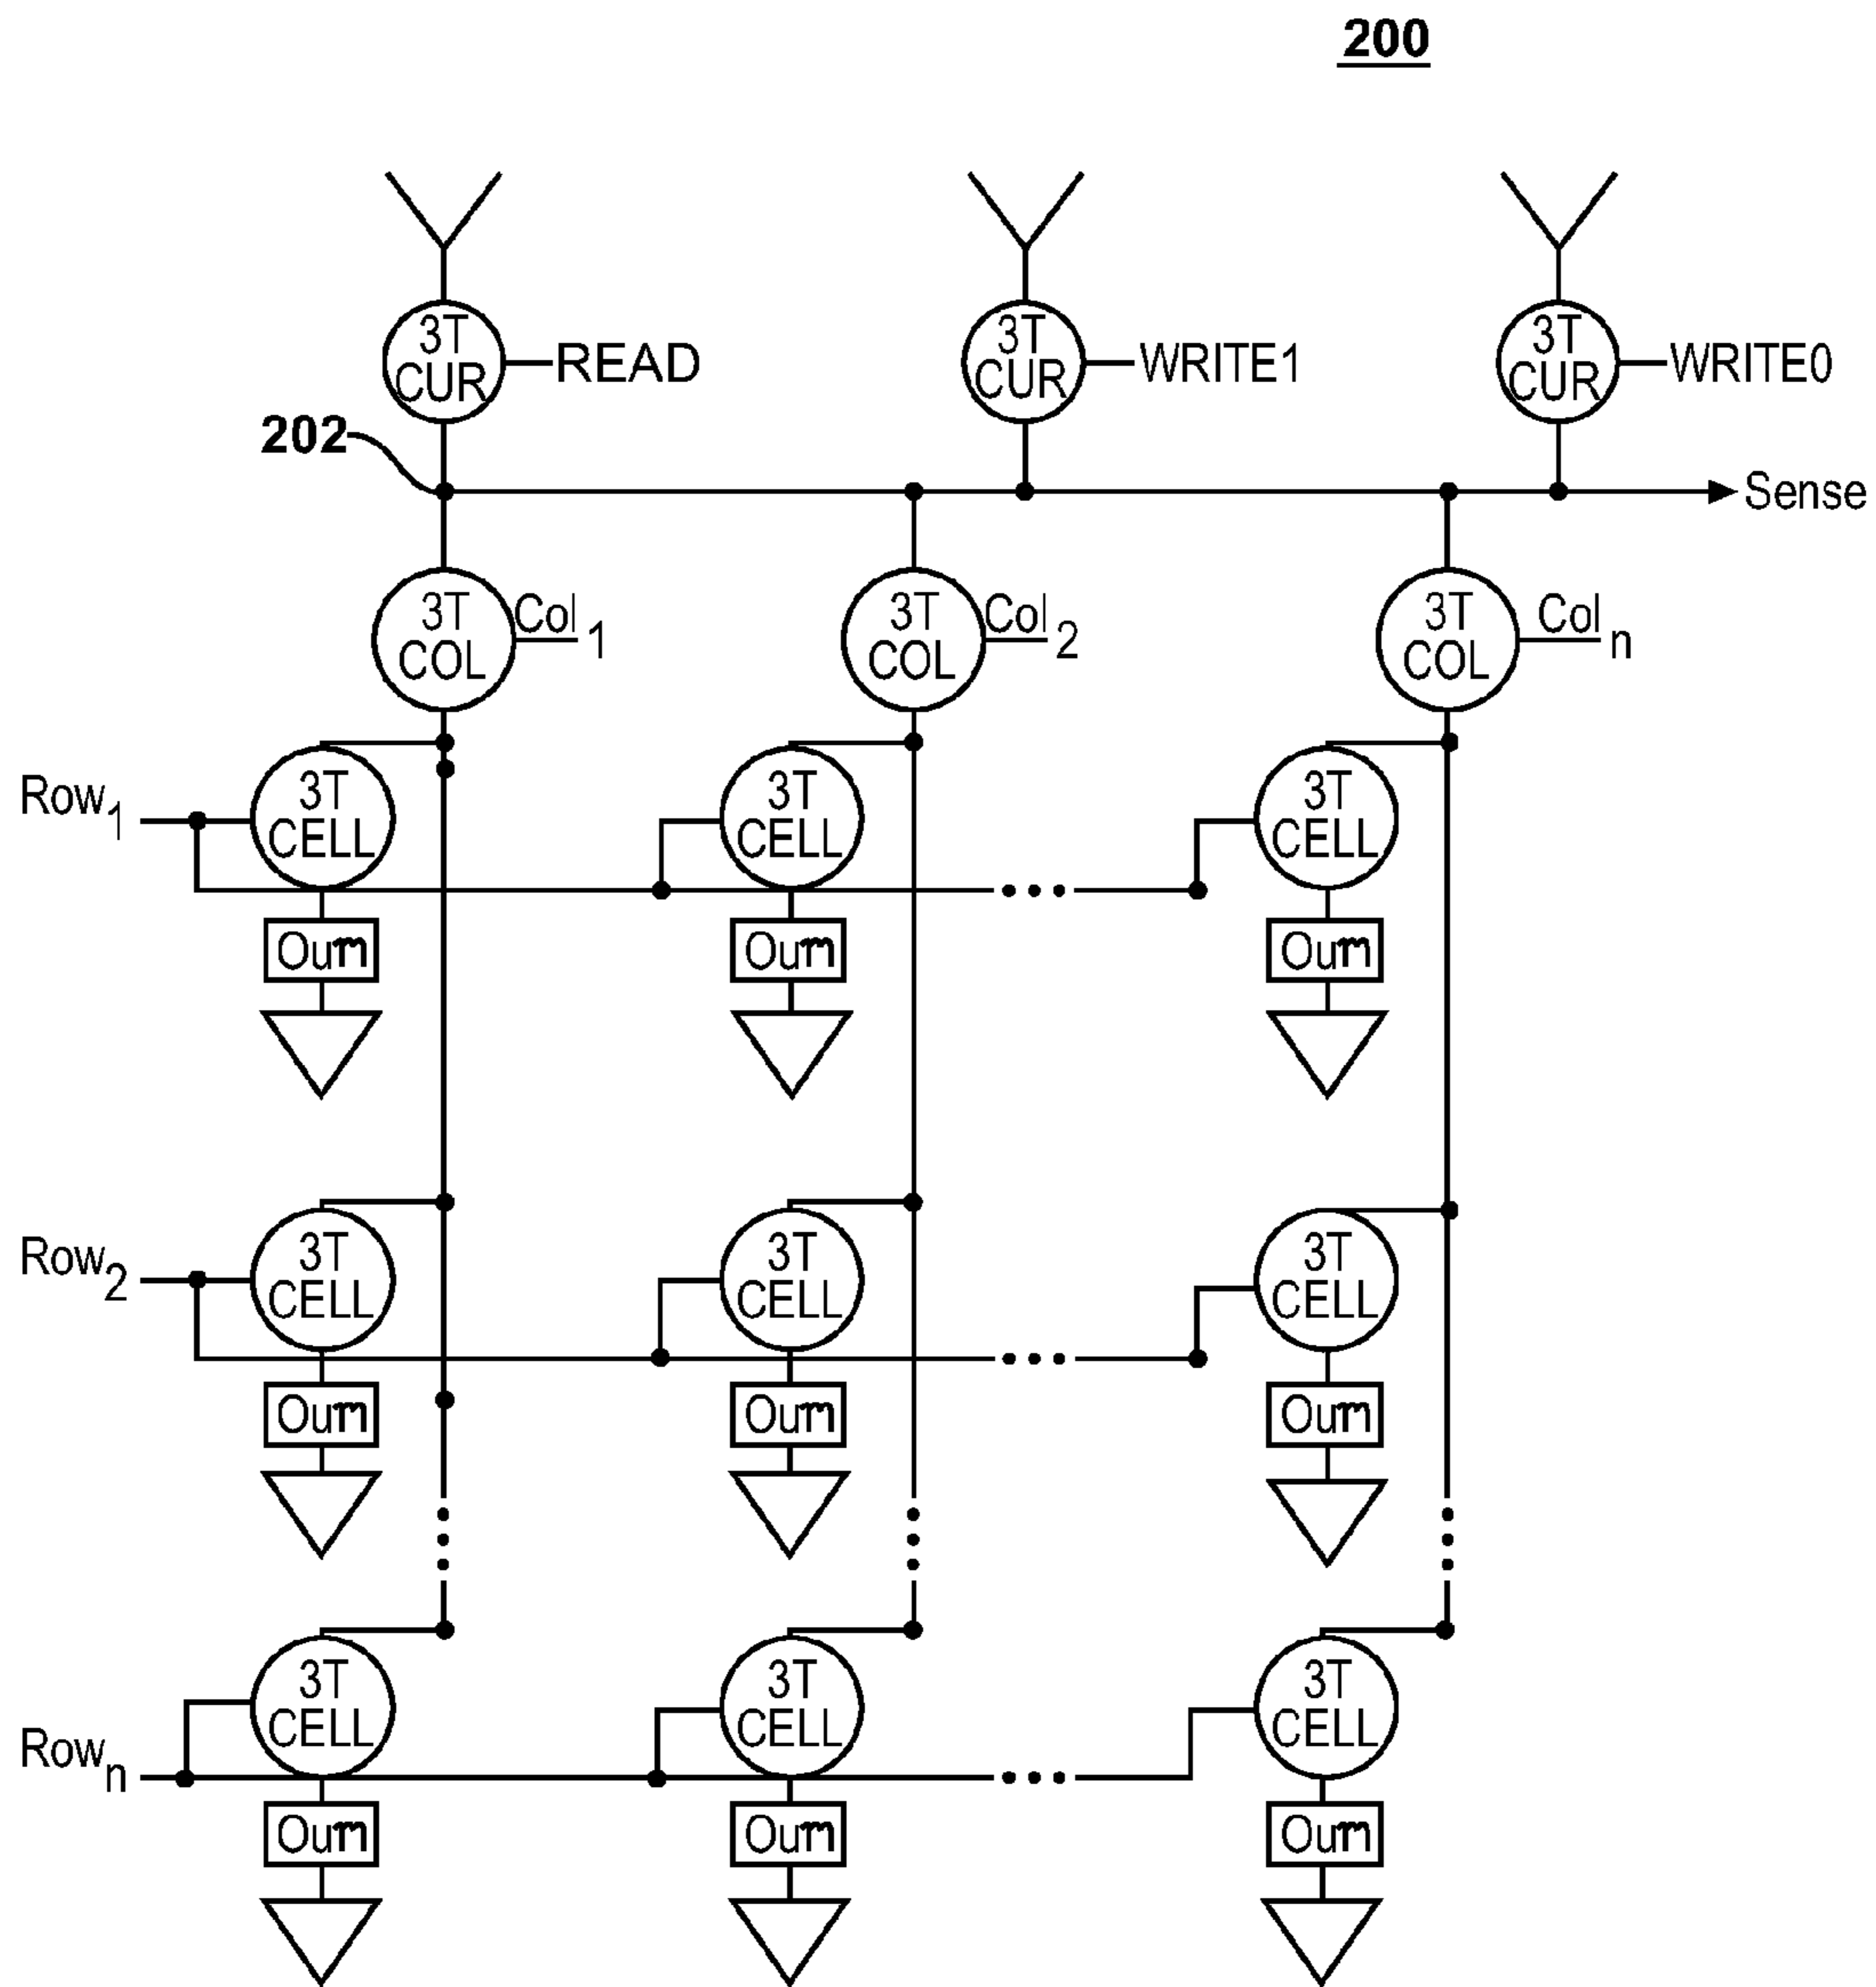 200
3T CUR READ
3T CUR WRITE1
3T CUR WRITE0
202
Sense
3T COL Col 1
3T COL Col 2
3T COL Col n
Row 1
3T CELL
3T CELL
3T CELL
Oum
Oum
Oum
Row 2
3T CELL
3T CELL
3T CELL
Oum
Oum
Oum
Row n
3T CELL
3T CELL
3T CELL
Oum
Oum
Oum